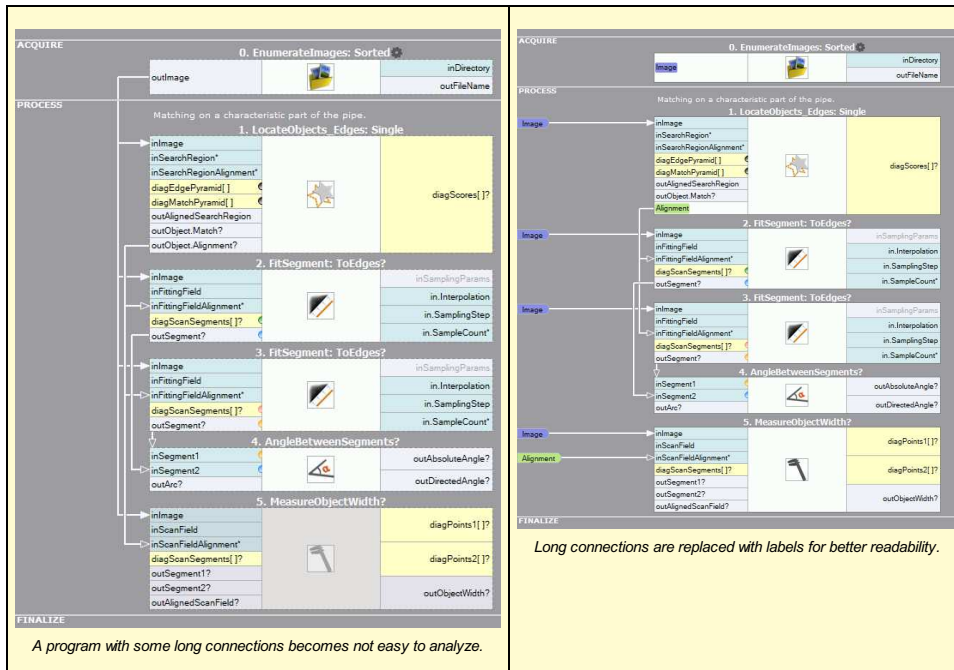 ACQUIRE
0. EnumerateImages: Sorted
outImage
inDirectory
outFileName
PROCESS
Matching on a characteristic part of the pipe.
1. LocateObjects_Edges: Single
inImage
inSearchRegion*
inSearchRegionAlignment*
diagEdgePyramid[ ]
diagMatchPyramid[ ]
outAlignedSearchRegion
outObject.Match?
outObject.Alignment?
diagScores[ ]?
2. FitSegment: ToEdges?
inImage
inFittingField
inFittingFieldAlignment*
diagScanSegments[ ]?
outSegment?
inSamplingParams
in.Interpolation
in.SamplingStep
in.SampleCount*
3. FitSegment: ToEdges?
inImage
inFittingField
inFittingFieldAlignment*
diagScanSegments[ ]?
outSegment?
inSamplingParams
in.Interpolation
in.SamplingStep
in.SampleCount*
4. AngleBetweenSegments?
inSegment1
inSegment2
outArc?
outAbsoluteAngle?
outDirectedAngle?
5. MeasureObjectWidth?
inImage
inScanField
inScanFieldAlignment*
diagScanSegments[ ]?
outSegment1?
outSegment2?
outAlignedScanField?
diagPoints1[ ]?
diagPoints2[ ]?
outObjectWidth?
FINALIZE
A program with some long connections becomes not easy to analyze.
ACQUIRE
0. EnumerateImages: Sorted
Image
inDirectory
outFileName
PROCESS
Matching on a characteristic part of the pipe.
1. LocateObjects_Edges: Single
Image
inImage
inSearchRegion*
inSearchRegionAlignment*
diagEdgePyramid[ ]
diagMatchPyramid[ ]
outAlignedSearchRegion
outObject.Match?
Alignment
diagScores[ ]?
2. FitSegment: ToEdges?
Image
inImage
inFittingField
inFittingFieldAlignment*
diagScanSegments[ ]?
outSegment?
inSamplingParams
in.Interpolation
in.SamplingStep
in.SampleCount*
3. FitSegment: ToEdges?
Image
inImage
inFittingField
inFittingFieldAlignment*
diagScanSegments[ ]?
outSegment?
inSamplingParams
in.Interpolation
in.SamplingStep
in.SampleCount*
4. AngleBetweenSegments?
inSegment1
inSegment2
outArc?
outAbsoluteAngle?
outDirectedAngle?
5. MeasureObjectWidth?
Image
inImage
inScanField
Alignment
inScanFieldAlignment*
diagScanSegments[ ]?
outSegment1?
outSegment2?
outAlignedScanField?
diagPoints1[ ]?
diagPoints2[ ]?
outObjectWidth?
FINALIZE
Long connections are replaced with labels for better readability.